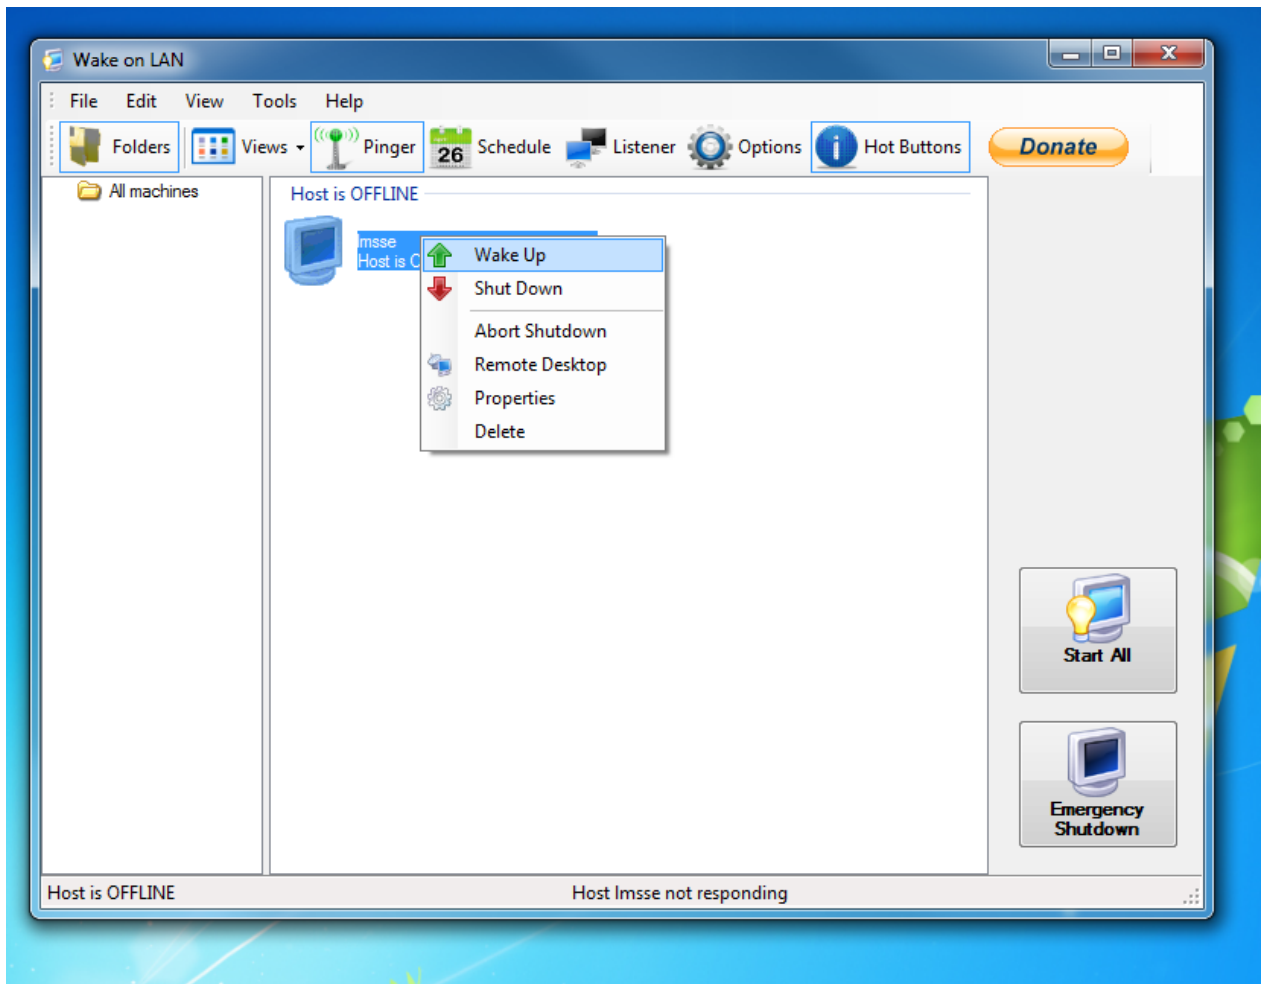 Wake on LAN
File Edit View Tools Help
Folders Views Pinger 26 Schedule Listener Options i Hot Buttons Donate
All machines
Host is OFFLINE
Host is
Wake Up
Shut Down
Abort Shutdown
Remote Desktop
Properties
Delete
Start All
Emergency
Shutdown
Host is OFFLINE Host lmsse not responding